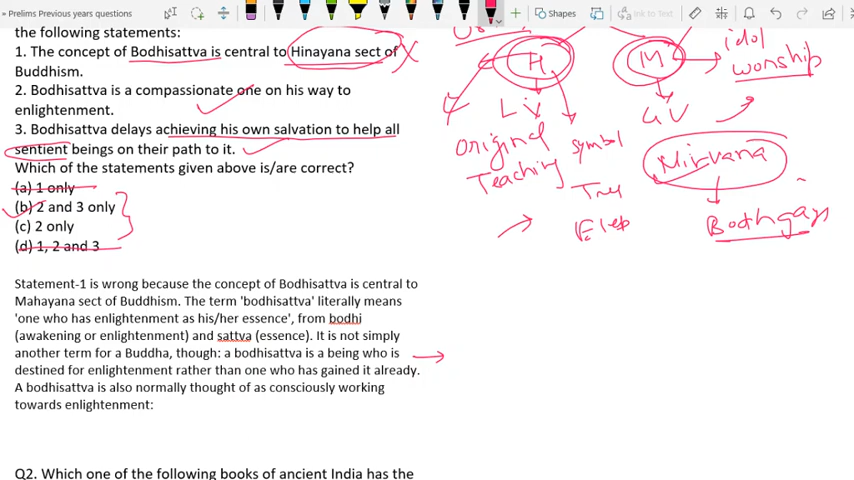 » Prelims Previous years questions
Shapes
Ink to Text
the following statements:
1. The concept of Bodhisattva is central to Hinayana sect of
Buddhism.
2. Bodhisattva is a compassionate one on his way to
enlightenment.
3. Bodhisattva delays achieving his own salvation to help all
sentient beings on their path to it.
Which of the statements given above is/are correct?
(a) 1 only
(b) 2 and 3 only
(c) 2 only
(d) 1, 2 and 3
Statement-1 is wrong because the concept of Bodhisattva is central to
Mahayana sect of Buddhism. The term 'bodhisattva' literally means
'one who has enlightenment as his/her essence', from bodhi
(awakening or enlightenment) and sattva (essence). It is not simply
another term for a Buddha, though: a bodhisattva is a being who is
destined for enlightenment rather than one who has gained it already.
A bodhisattva is also normally thought of as consciously working
towards enlightenment:
Q2. Which one of the following books of ancient India has the
H
M
idol
worship
LV
GV
original
Teaching
symbol
Tree
Nirvana
Bodhgaya